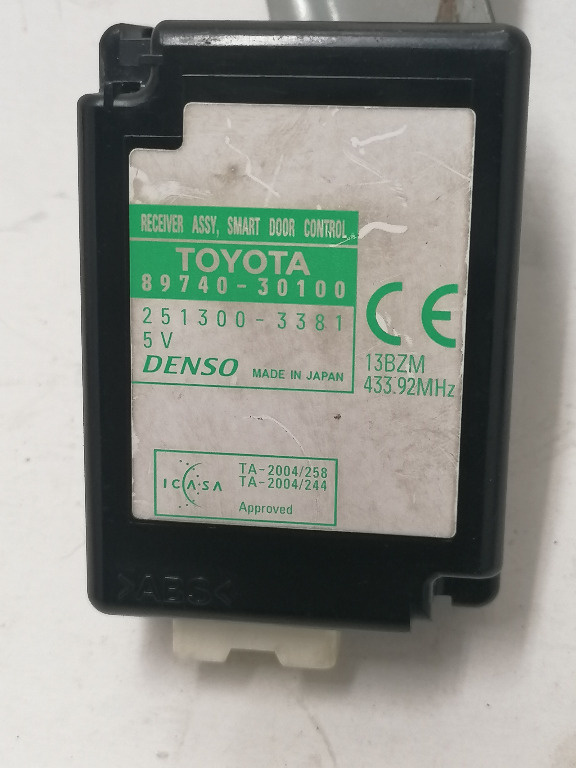 RECEIVER ASSY, SMART DOOR CONTROL
TOYOTA
89740-30100
251300-3381
5V
DENSO MADE IN JAPAN
CE
13BZM
433.92MHz
ICASA
TA-2004/258
TA-2004/244
Approved
>ABS<